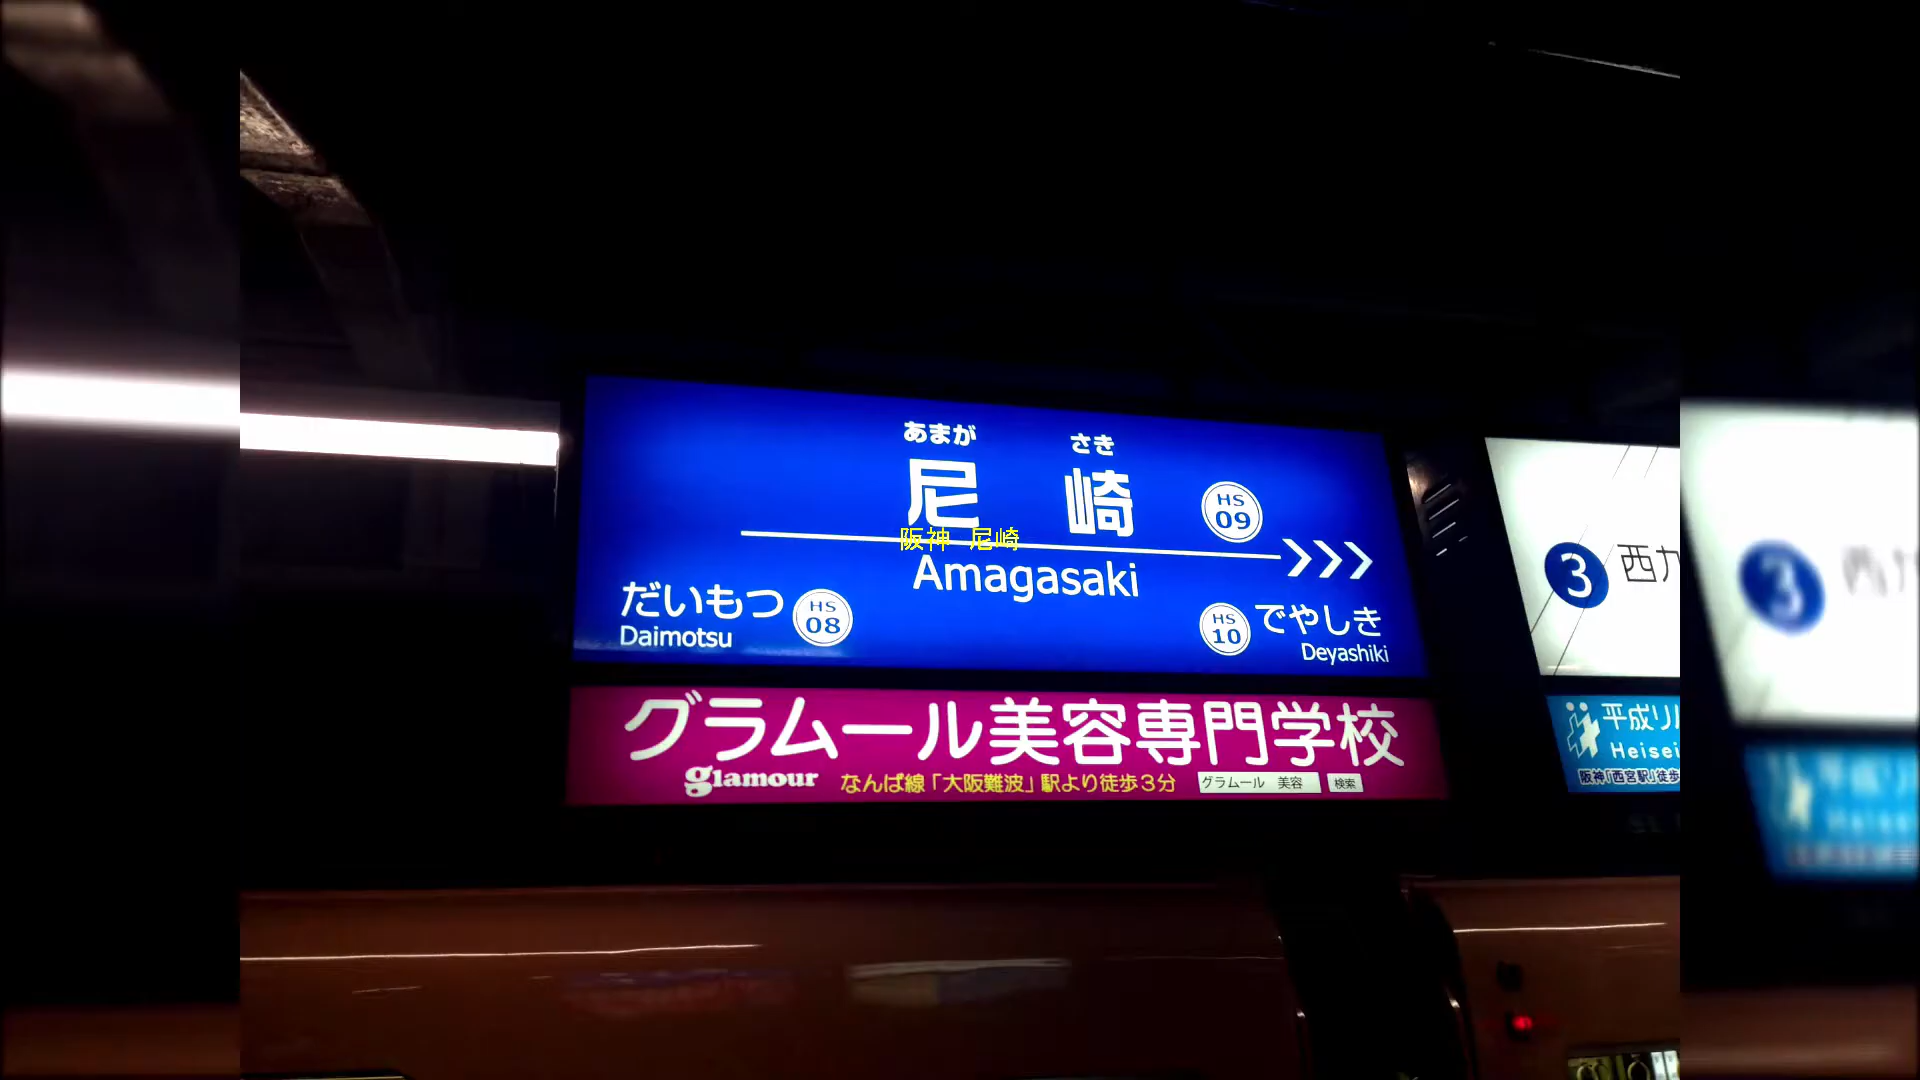 あまが さき
尼 崎
HS
09
阪神 尼崎
Amagasaki
だいもつ
Daimotsu
HS
08
HS
10
でやしき
Deyashiki
グラムール美容専門学校
glamour なんば線「大阪難波」駅より徒歩3分 グラムール 美容 検索
3 西九
平成リハ
Heisei
阪神「西宮駅」徒歩